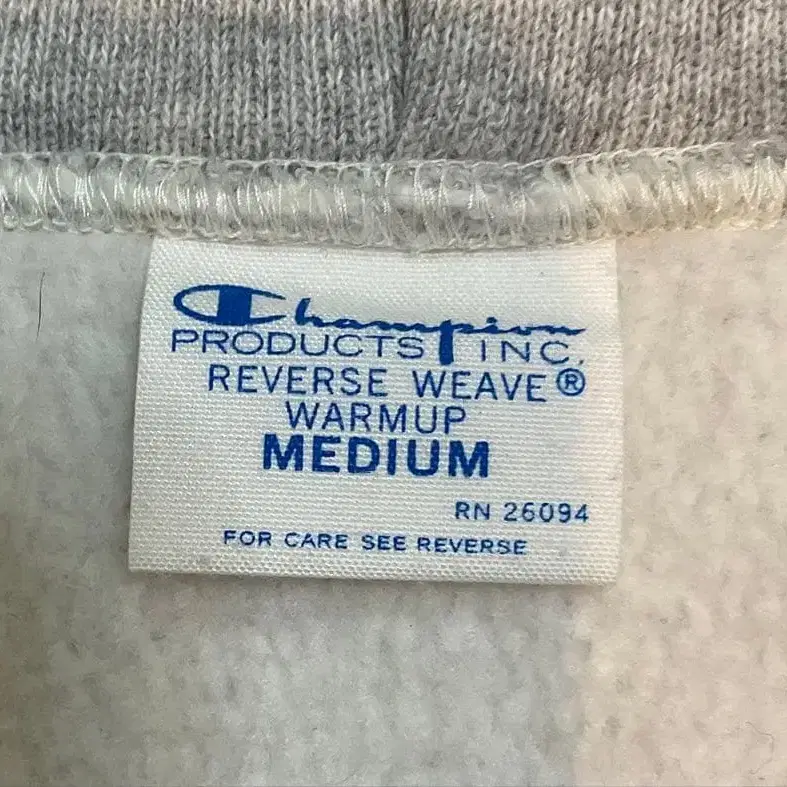 Champion
PRODUCTS INC.
REVERSE WEAVE®
WARMUP
MEDIUM
RN 26094
FOR CARE SEE REVERSE